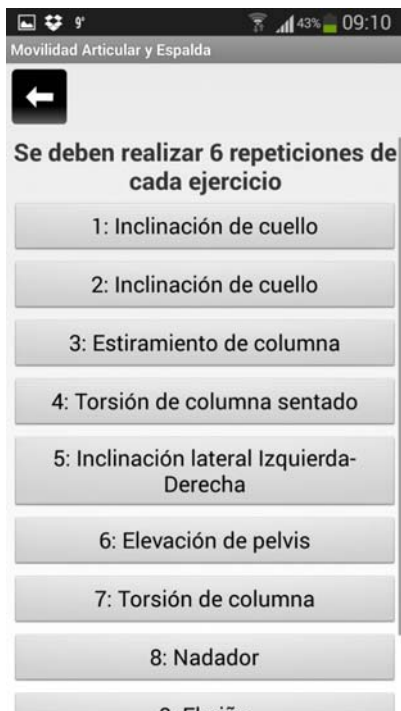 9° 43% 09:10
Movilidad Articular y Espalda
Se deben realizar 6 repeticiones de
cada ejercicio
1: Inclinación de cuello
2: Inclinación de cuello
3: Estiramiento de columna
4: Torsión de columna sentado
5: Inclinación lateral Izquierda-
Derecha
6: Elevación de pelvis
7: Torsión de columna
8: Nadador